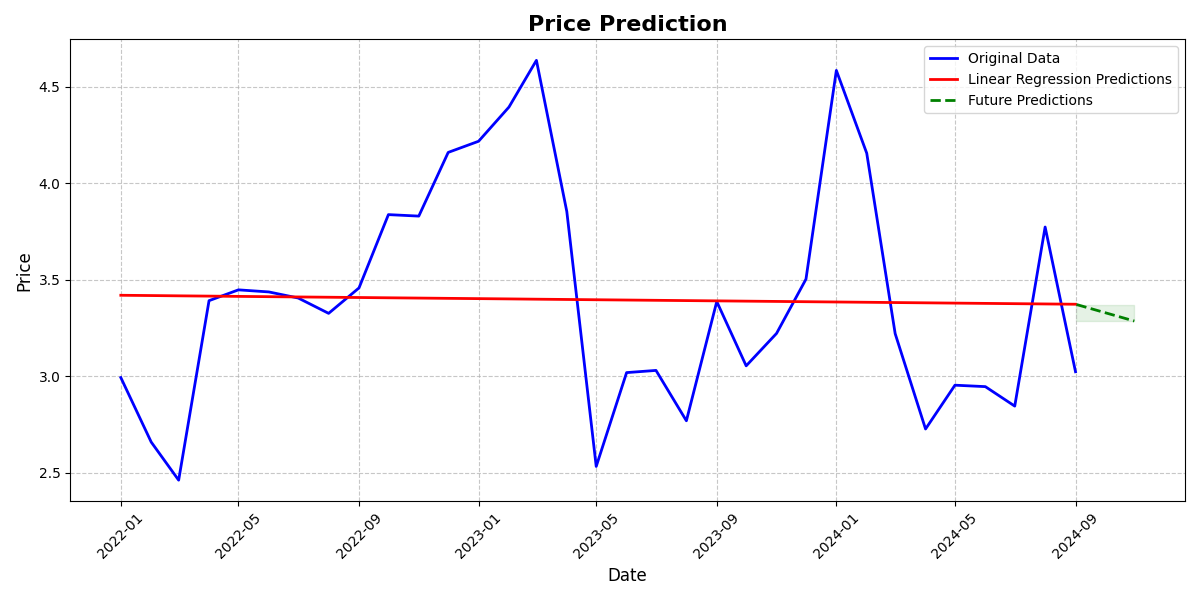 Price Prediction
Original Data
Linear Regression Predictions
Future Predictions
Price
4.5
4.0
3.5
3.0
2.5
2022-01
2022-05
2022-09
2023-01
2023-05
2023-09
2024-01
2024-05
2024-09
Date